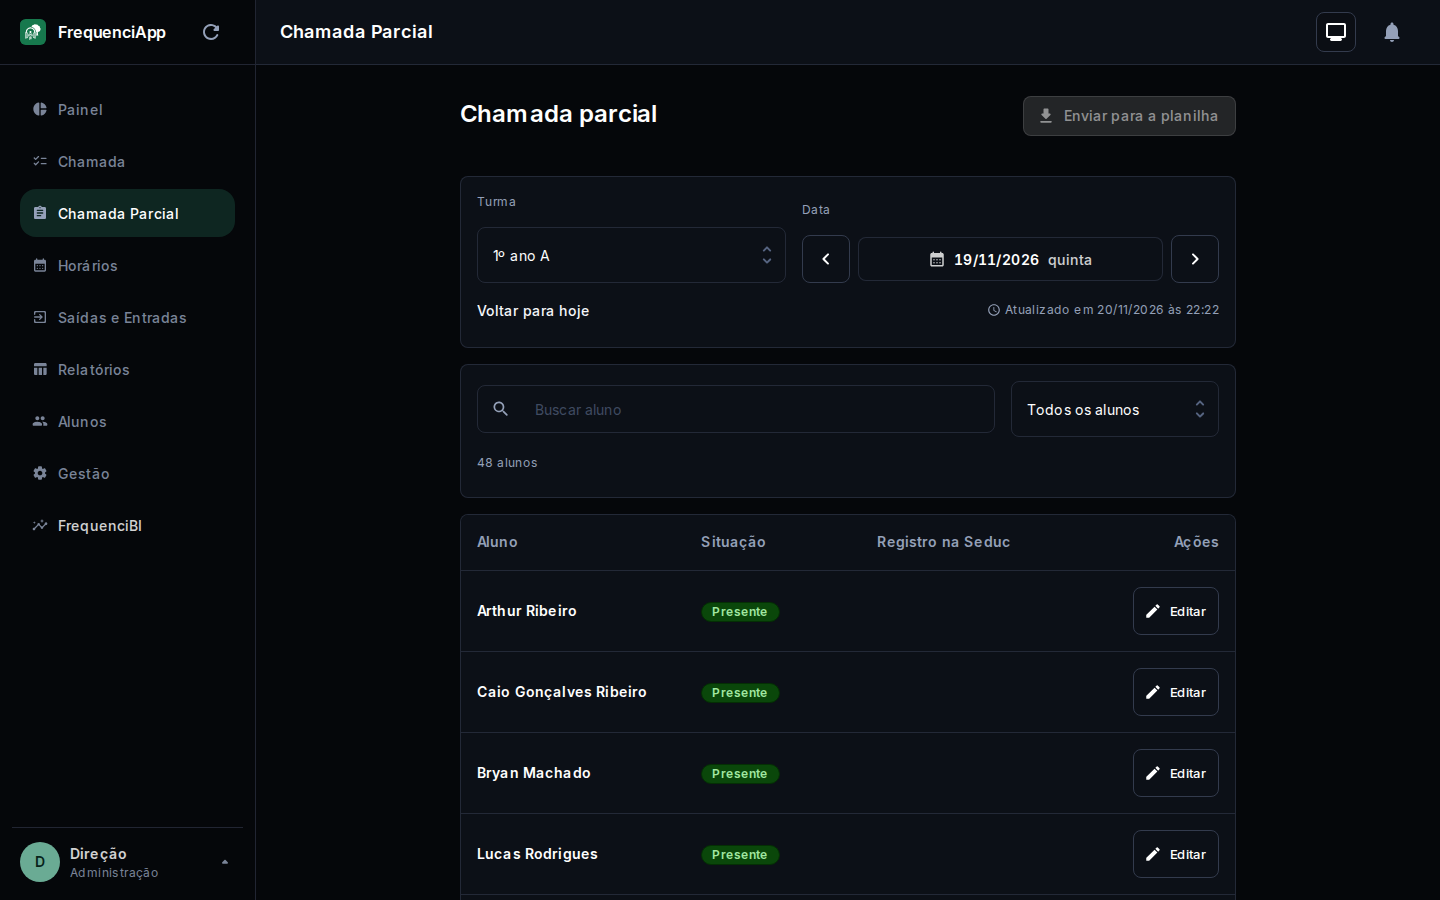 FrequenciApp
Chamada Parcial
Painel
Chamada
Chamada Parcial
Horários
Saídas e Entradas
Relatórios
Alunos
Gestão
FrequenciBI
D
Direção
Administração
Chamada parcial
Enviar para a planilha
Turma
Data
1º ano A
19/11/2026 quinta
Voltar para hoje
Atualizado em 20/11/2026 às 22:22
Buscar aluno
Todos os alunos
48 alunos
Aluno Situação Registro na Seduc Ações
Arthur Ribeiro Presente Editar
Caio Gonçalves Ribeiro Presente Editar
Bryan Machado Presente Editar
Lucas Rodrigues Presente Editar